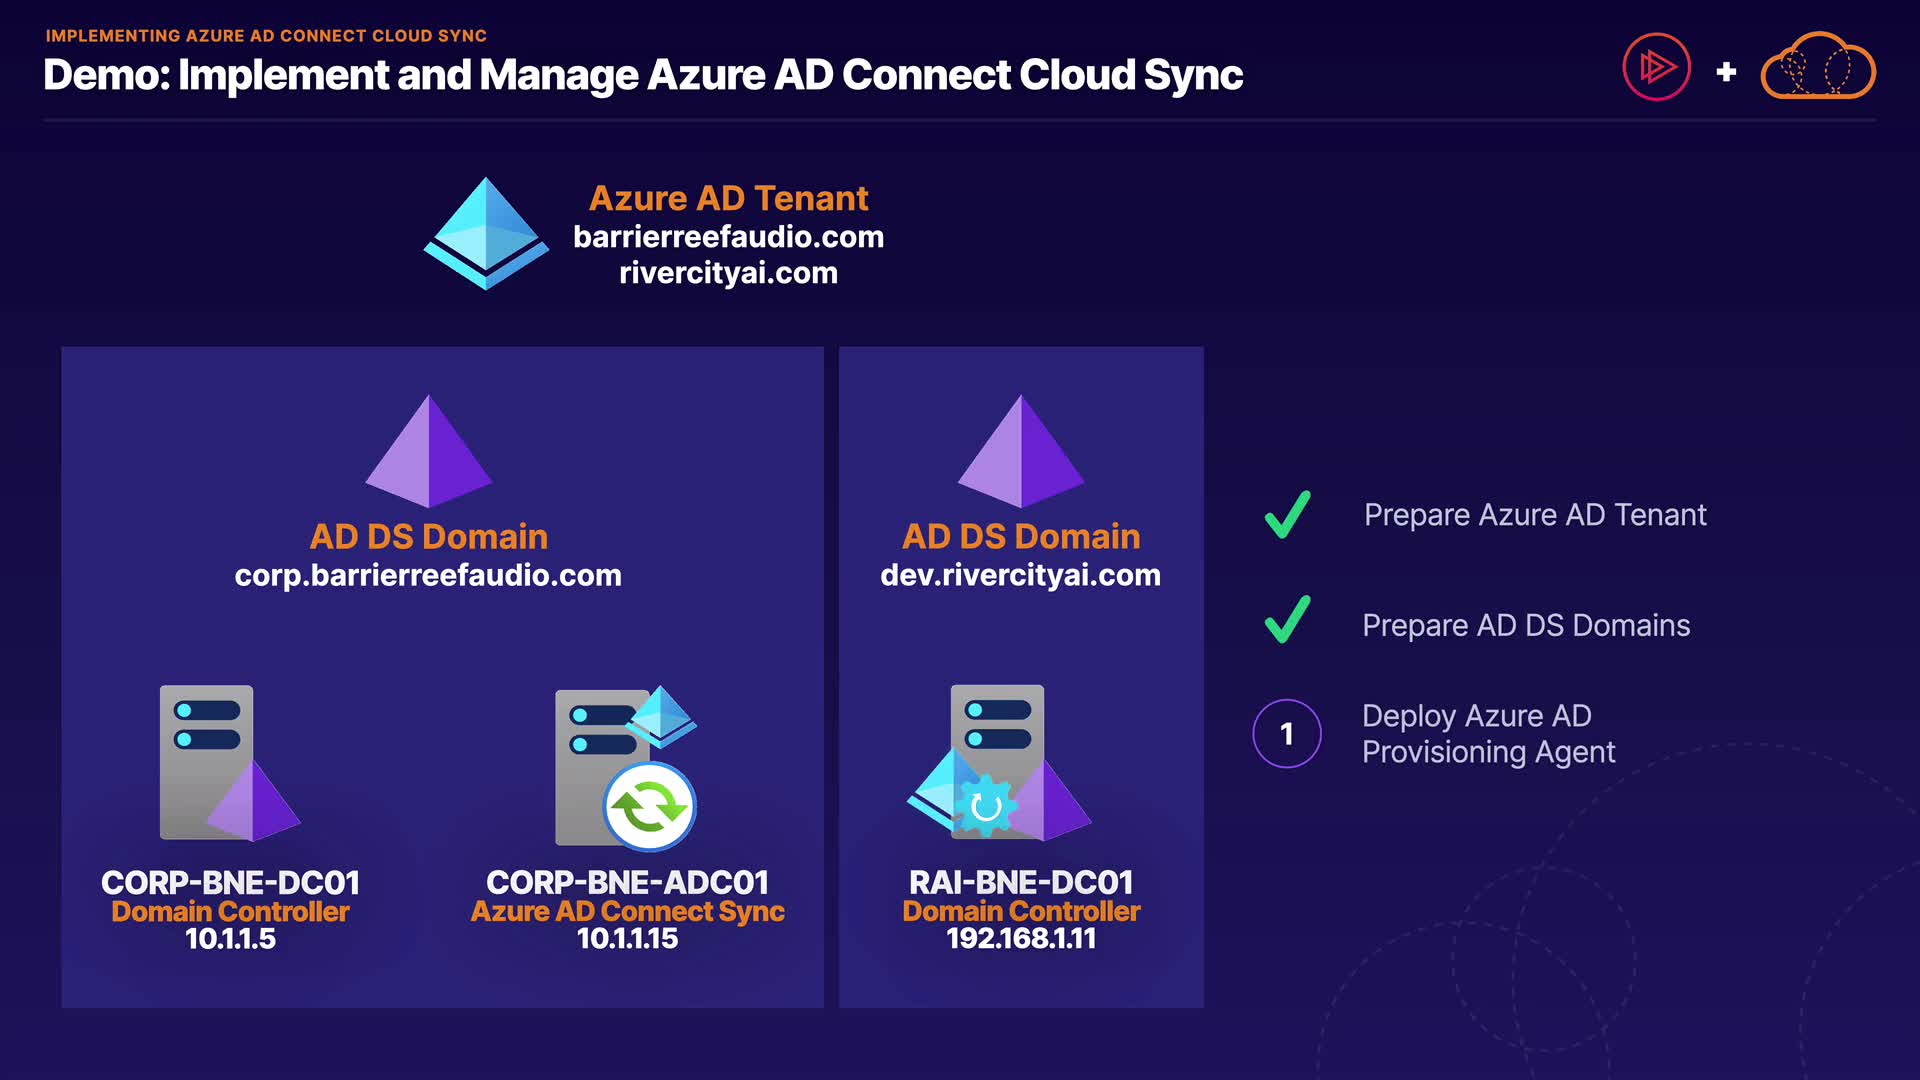 IMPLEMENTING AZURE AD CONNECT CLOUD SYNC
Demo: Implement and Manage Azure AD Connect Cloud Sync
+
Azure AD Tenant
barrierreefaudio.com
rivercityai.com
AD DS Domain
corp.barrierreefaudio.com
CORP-BNE-DC01
Domain Controller
10.1.1.5
CORP-BNE-ADC01
Azure AD Connect Sync
10.1.1.15
AD DS Domain
dev.rivercityai.com
RAI-BNE-DC01
Domain Controller
192.168.1.11
Prepare Azure AD Tenant
Prepare AD DS Domains
1
Deploy Azure AD
Provisioning Agent